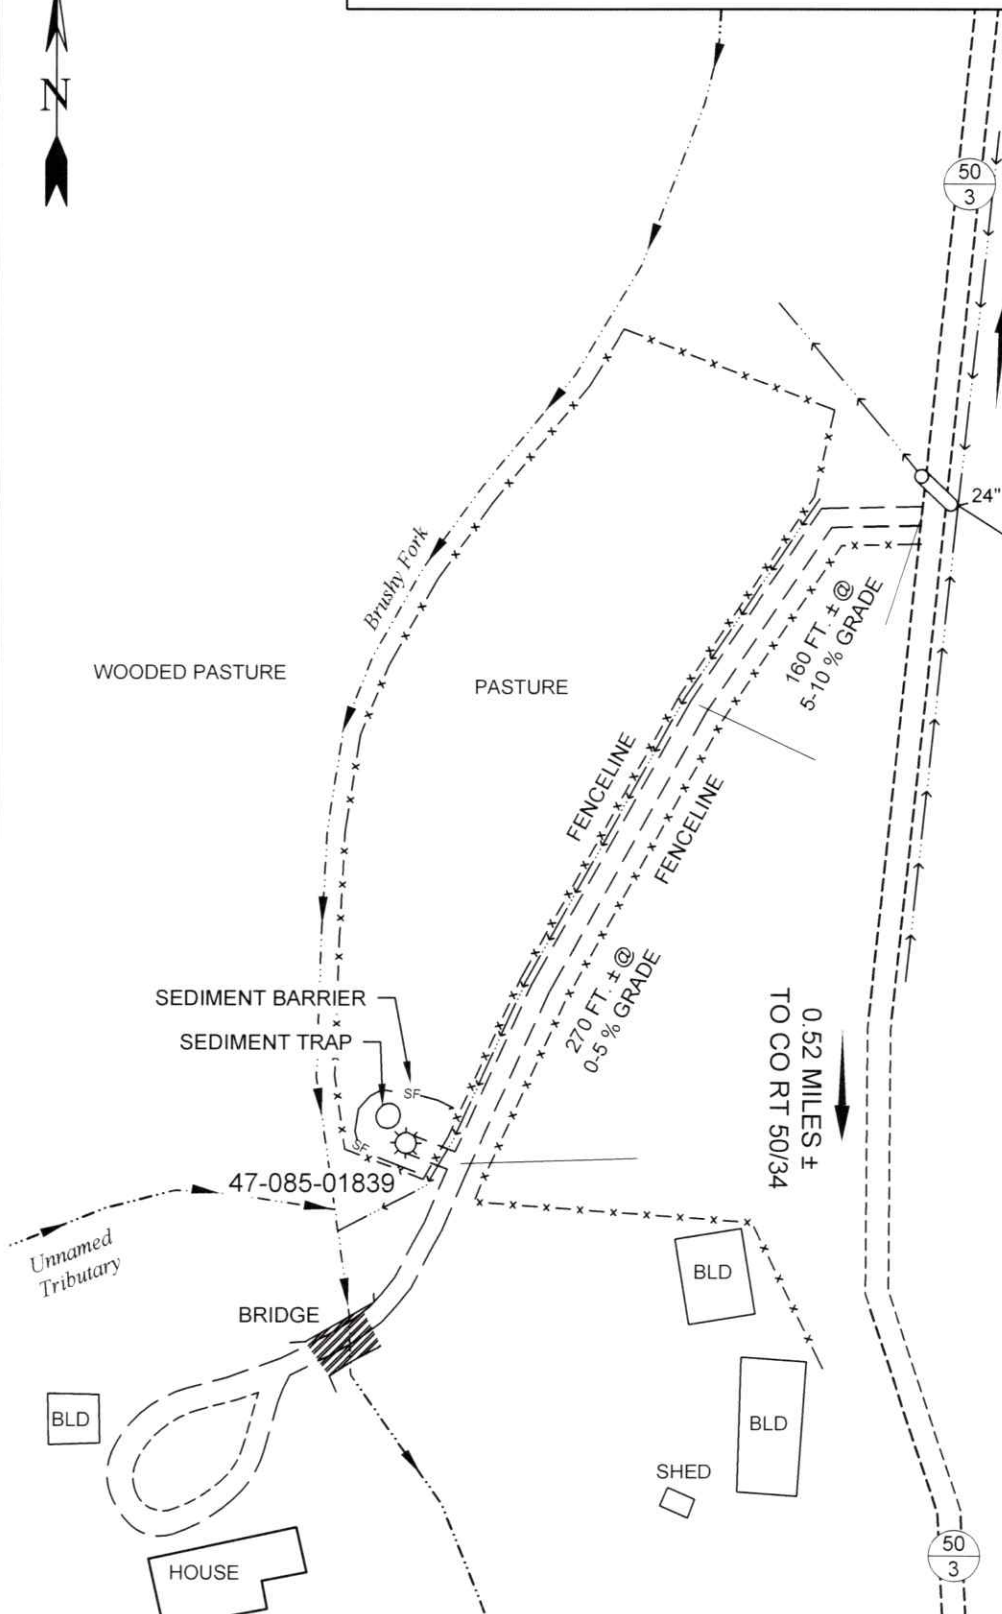 N
50
3
24"
Brushy Fork
160 FT. ± @
5-10 % GRADE
WOODED PASTURE
PASTURE
FENCELINE
FENCELINE
270 FT. ± @
0-5 % GRADE
SEDIMENT BARRIER
SEDIMENT TRAP
0.52 MILES ±
TO CO RT 50/34
SF
SF
47-085-01839
Unnamed
Tributary
BLD
BRIDGE
BLD
BLD
SHED
HOUSE
50
3